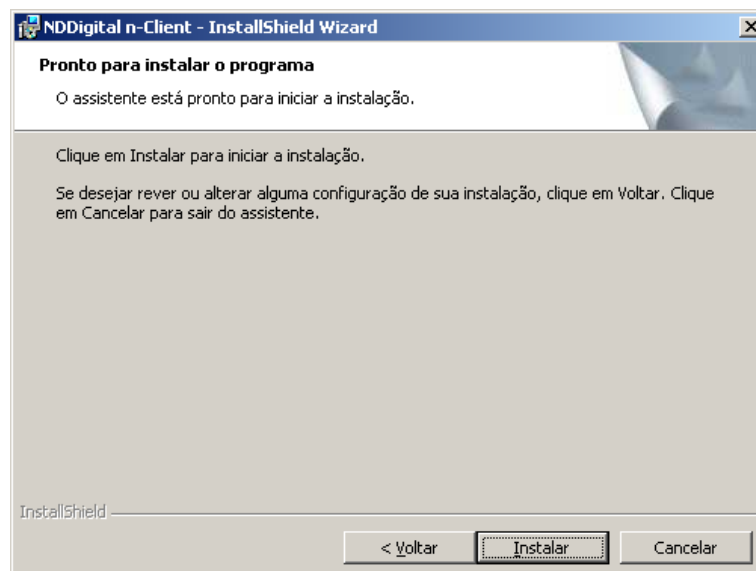 NDDigital n-Client - InstallShield Wizard
Pronto para instalar o programa
O assistente está pronto para iniciar a instalação.
Clique em Instalar para iniciar a instalação.
Se desejar rever ou alterar alguma configuração de sua instalação, clique em Voltar. Clique
em Cancelar para sair do assistente.
InstallShield
< Voltar Instalar Cancelar